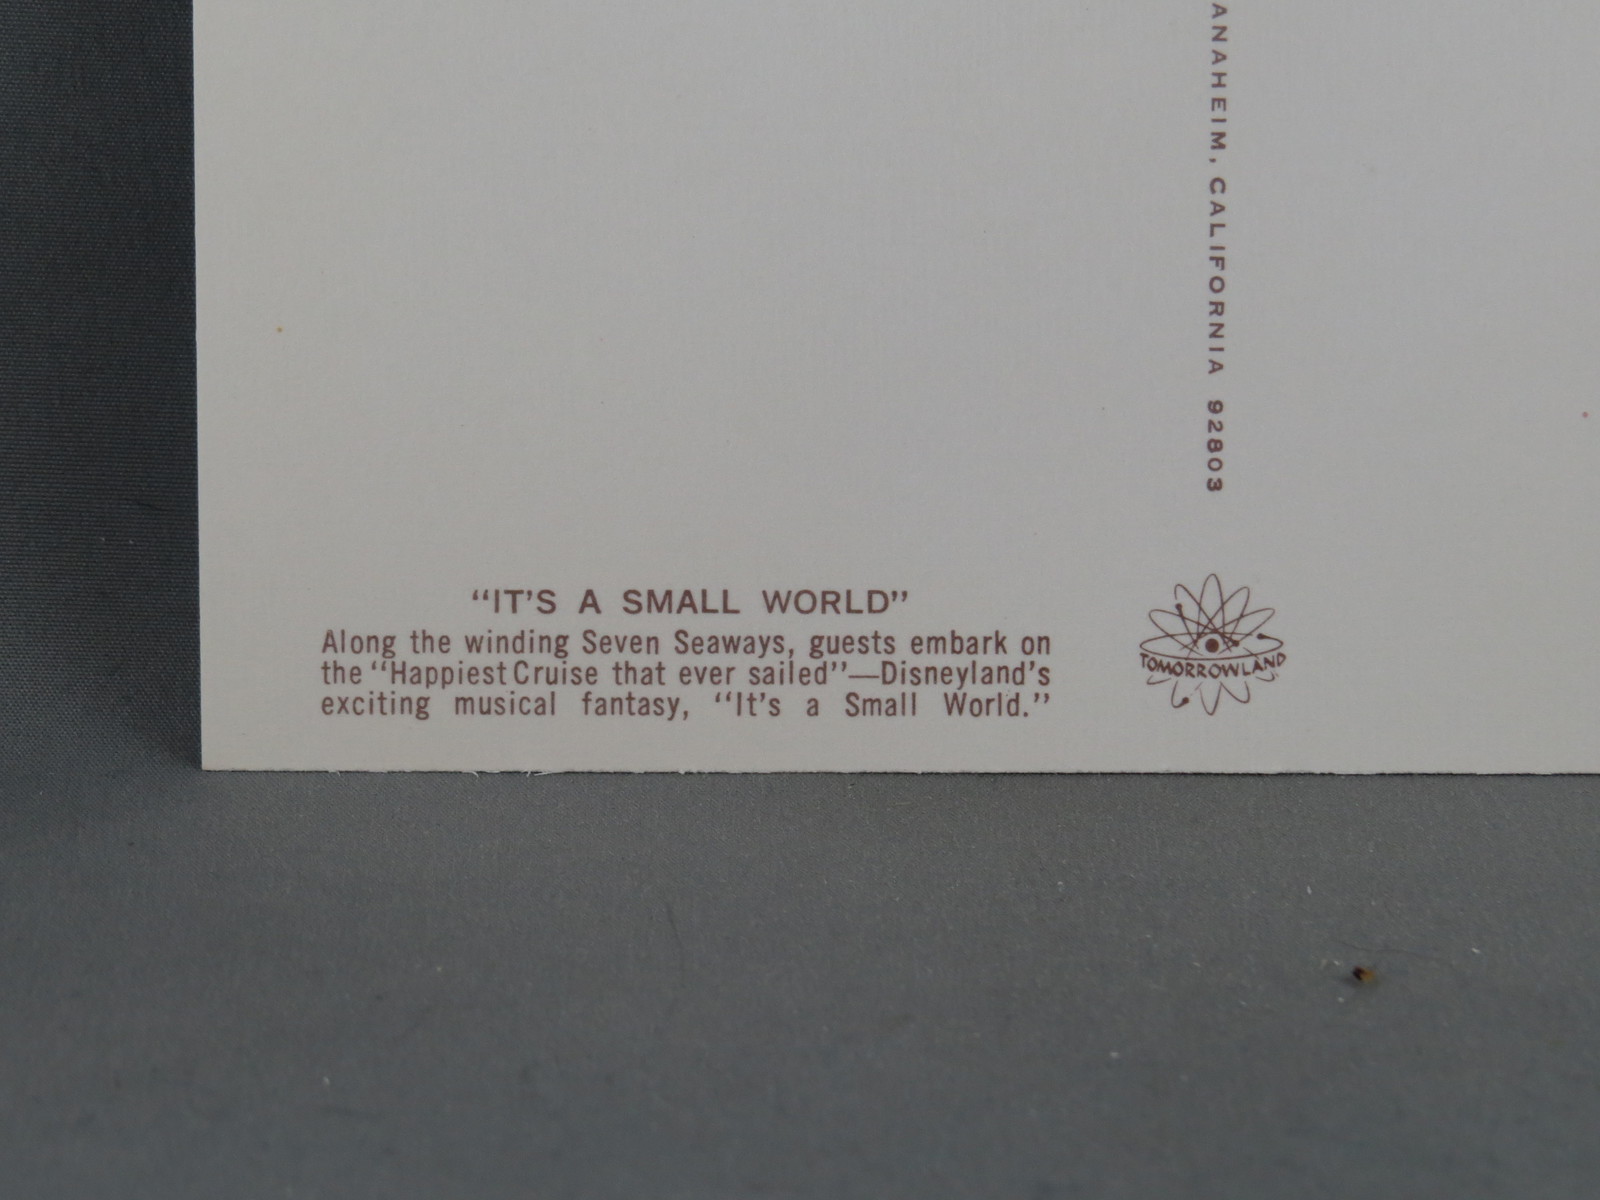 ANAHEIM, CALIFORNIA 92803
“IT'S A SMALL WORLD”
Along the winding Seven Seaways, guests embark on
the “Happiest Cruise that ever sailed”—Disneyland's
exciting musical fantasy, “It's a Small World.”
TOMORROWLAND